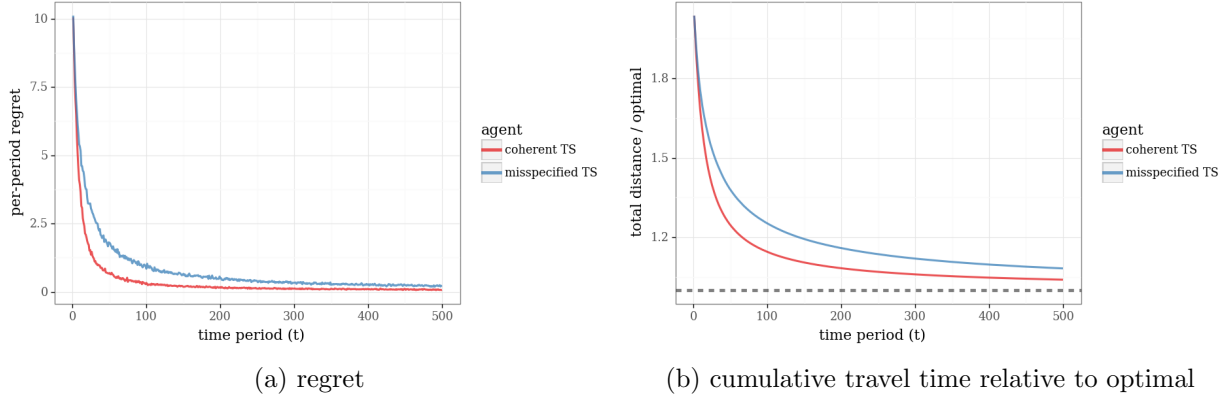 10
7.5
5
2.5
0
per-period regret
0 100 200 300 400 500
time period (t)
agent
coherent TS
misspecified TS
(a) regret
1.8
1.5
1.2
total distance / optimal
0 100 200 300 400 500
time period (t)
agent
coherent TS
misspecified TS
(b) cumulative travel time relative to optimal